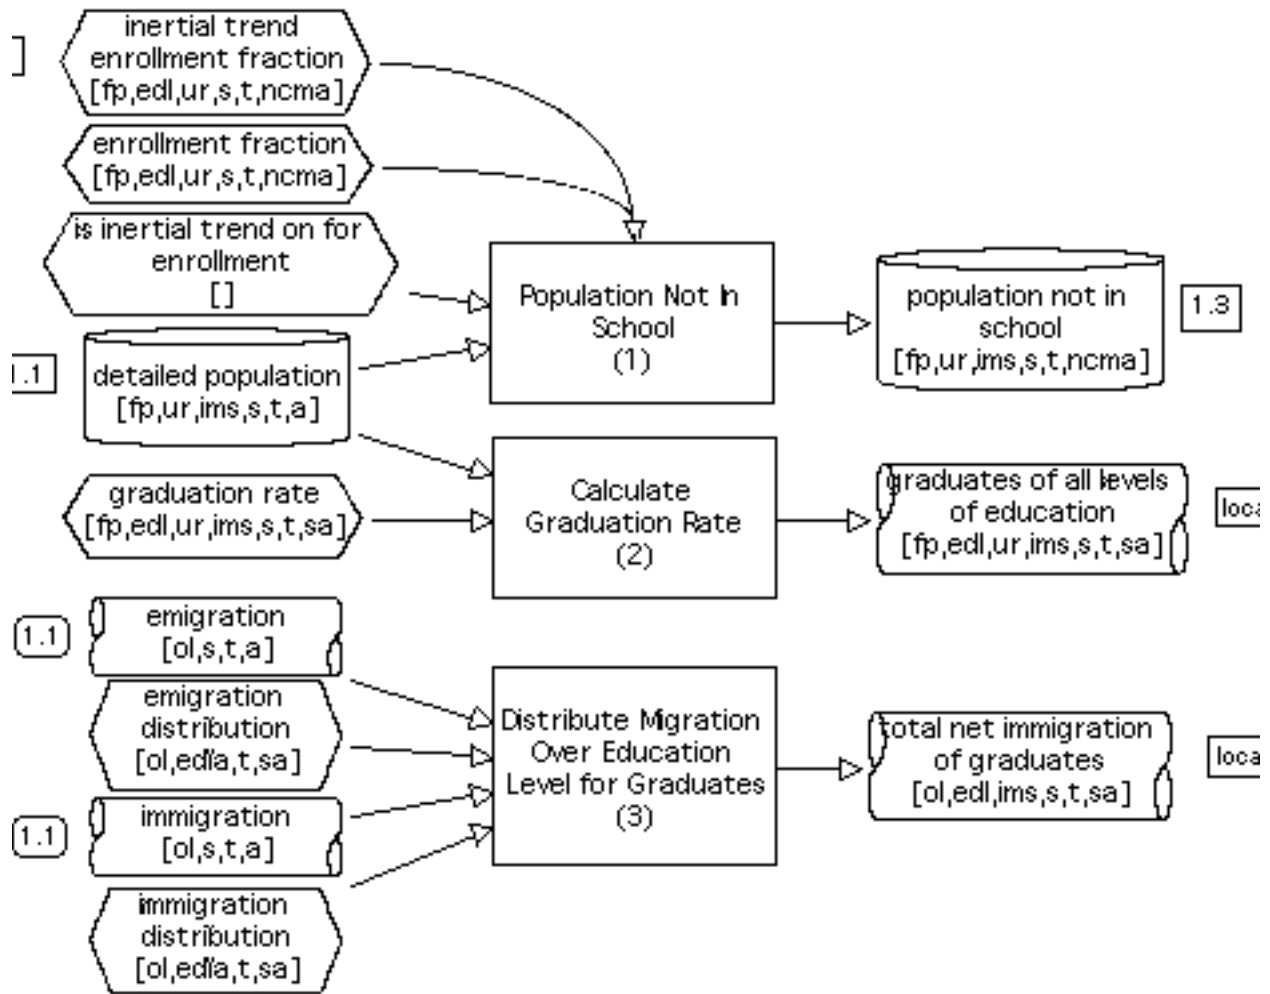 inertial trend
enrollment fraction
[fp,edl,ur,s,t,ncma]
]
enrollment fraction
[fp,edl,ur,s,t,ncma]
is inertial trend on for
enrollment
[]
Population Not In
School
(1)
population not in
school
[fp,ur,ims,s,t,ncma]
1.3
1.1
detailed population
[fp,ur,ims,s,t,a]
graduation rate
[fp,edl,ur,ims,s,t,sa]
Calculate
Graduation Rate
(2)
graduates of all levels
of education
[fp,edl,ur,ims,s,t,sa]
loca
1.1
emigration
[ol,s,t,a]
emigration
distribution
[ol,edla,t,sa]
1.1
immigration
[ol,s,t,a]
immigration
distribution
[ol,edla,t,sa]
Distribute Migration
Over Education
Level for Graduates
(3)
total net immigration
of graduates
[ol,edl,ims,s,t,sa]
loca